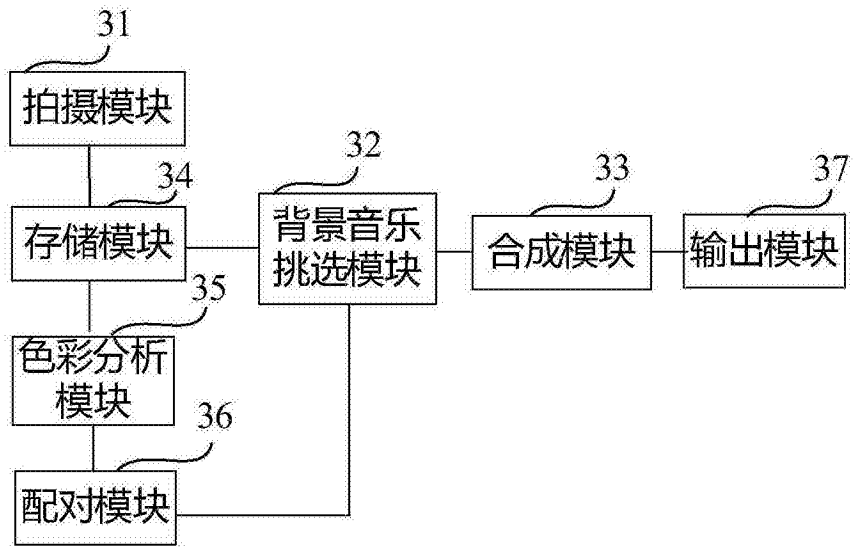 31
拍摄模块
34
存储模块
32
背景音乐
挑选模块
33
合成模块
37
输出模块
35
色彩分析
模块
36
配对模块